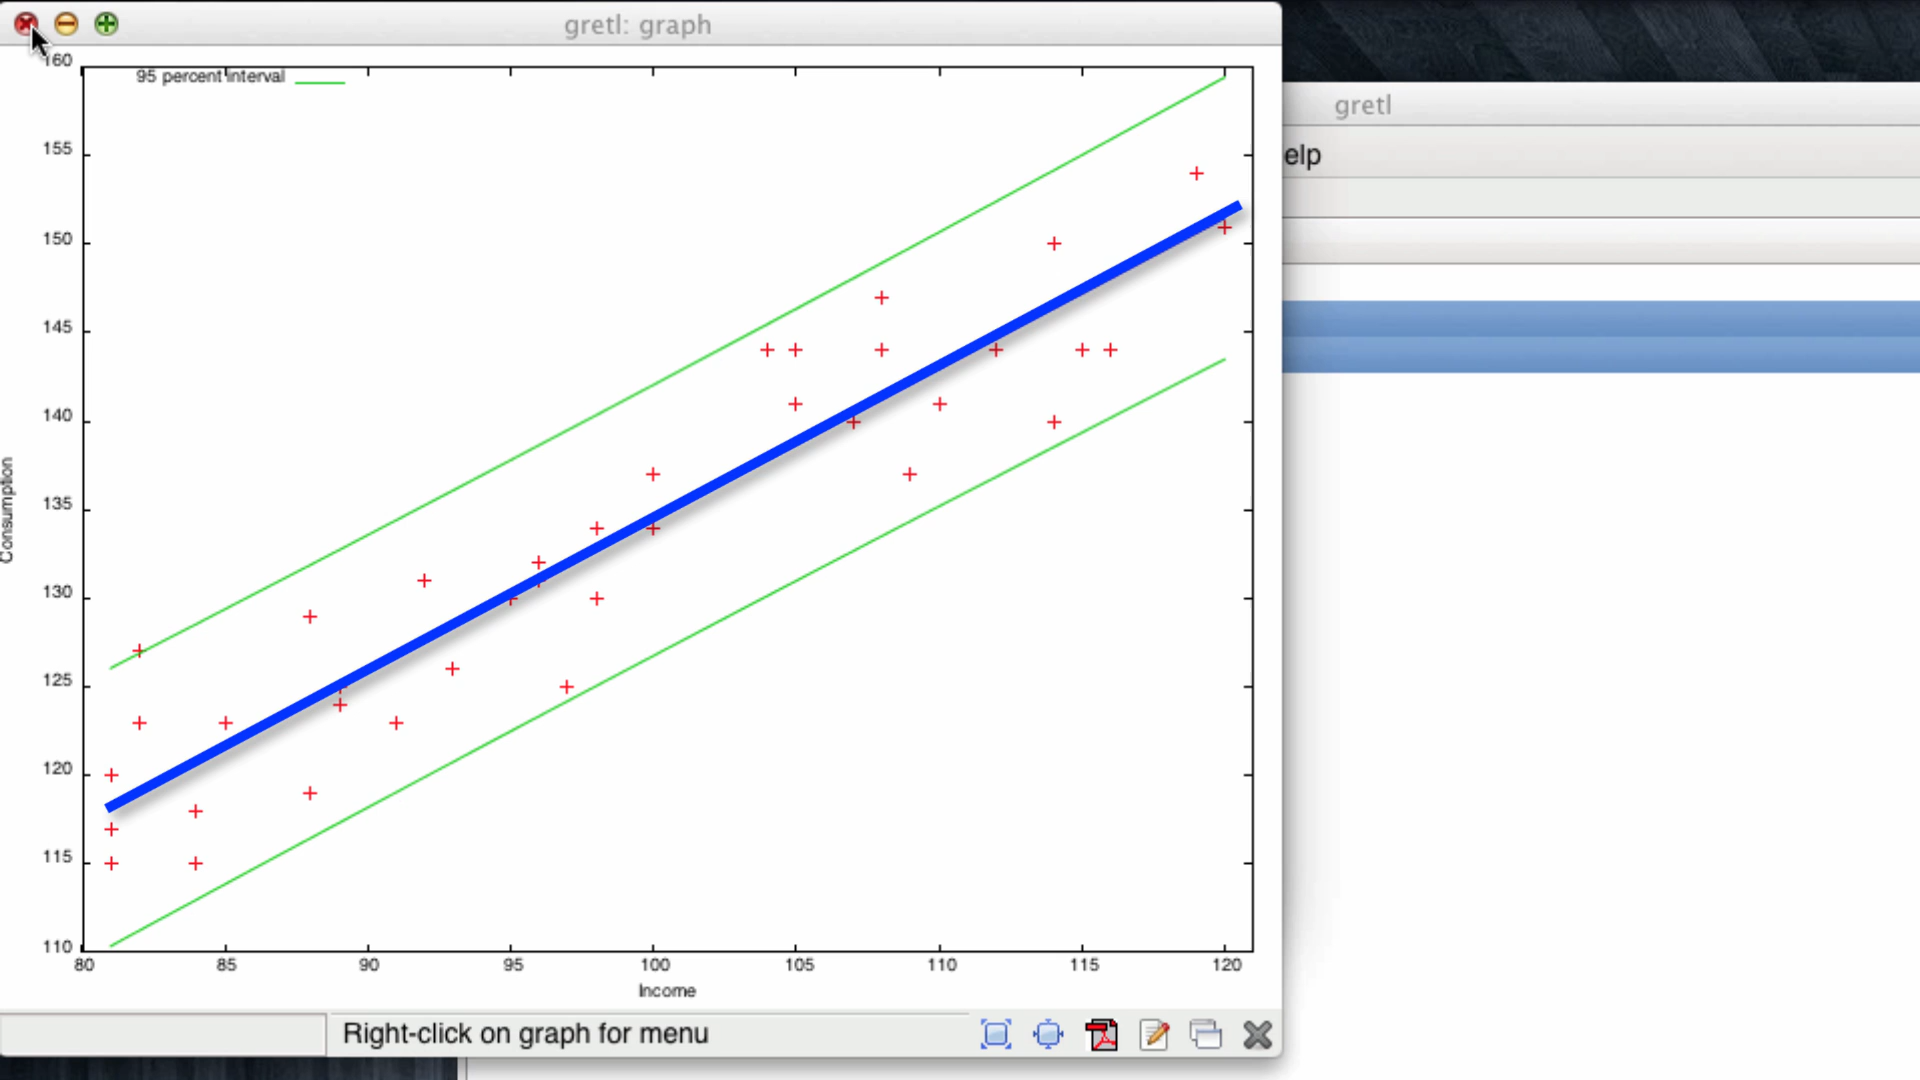 gretl: graph
gretl
elp
95 percent interval
160
155
150
145
140
135
130
125
120
115
110
Consumption
80 85 90 95 100 105 110 115 120
Income
Right-click on graph for menu